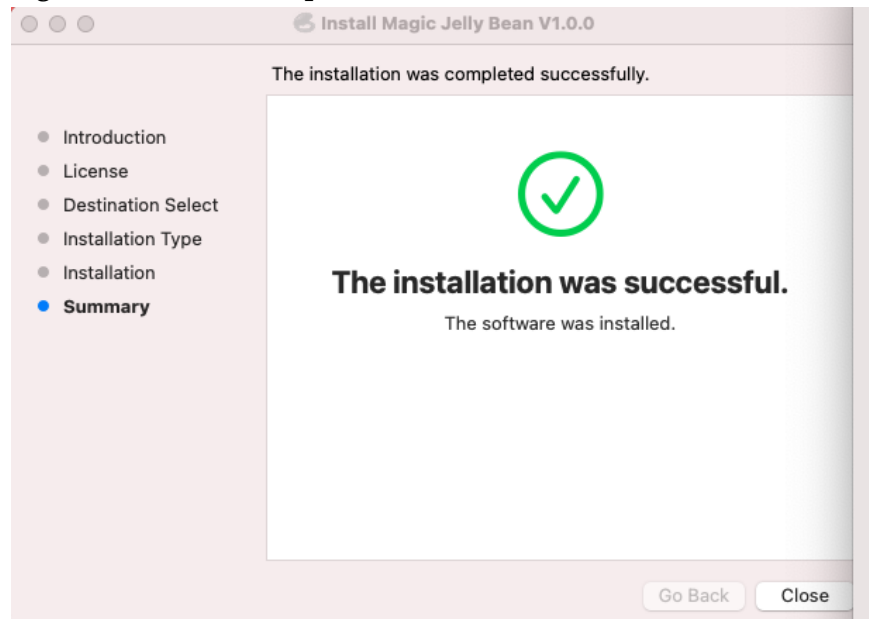 Install Magic Jelly Bean V1.0.0
The installation was completed successfully.
Introduction
License
Destination Select
Installation Type
Installation
Summary
The installation was successful.
The software was installed.
Go Back
Close